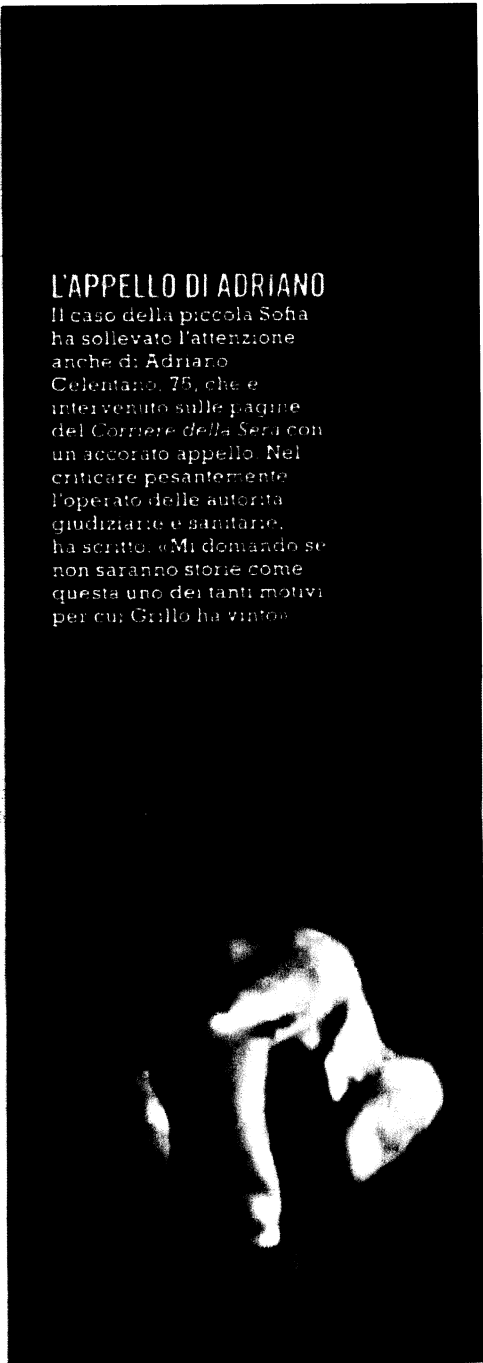 L'APPELLO DI ADRIANO
Il caso della piccola Sofia
ha sollevato l'attenzione
anche di Adriano
Celentano, 75, che è
intervenuto sulle pagine
del Corriere della Sera con
un accorato appello. Nel
criticare pesantemente
l'operato delle autorità
giudiziarie e sanitarie,
ha scritto: «Mi domando se
non saranno storie come
questa uno dei tanti motivi
per cui Grillo ha vinto»